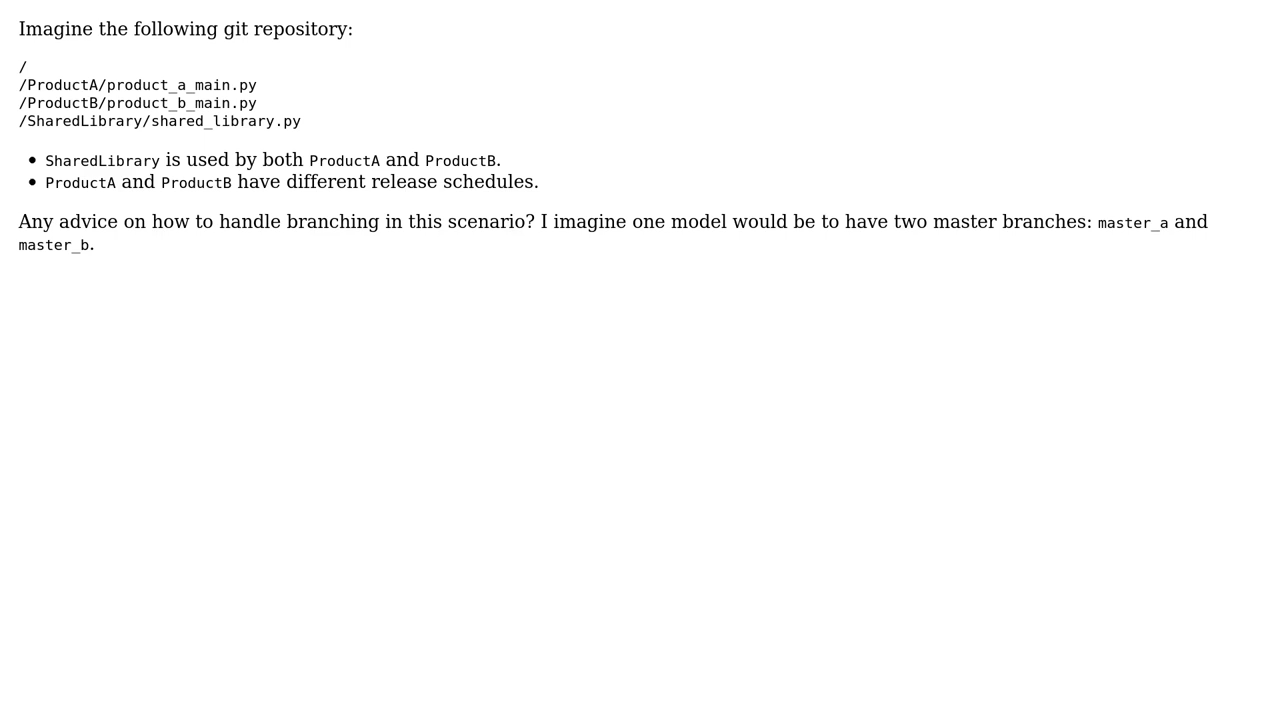 Imagine the following git repository:
/
/ProductA/product_a_main.py
/ProductB/product_b_main.py
/SharedLibrary/shared_library.py
SharedLibrary is used by both ProductA and ProductB.
ProductA and ProductB have different release schedules.
Any advice on how to handle branching in this scenario? I imagine one model would be to have two master branches: master_a and
master_b.